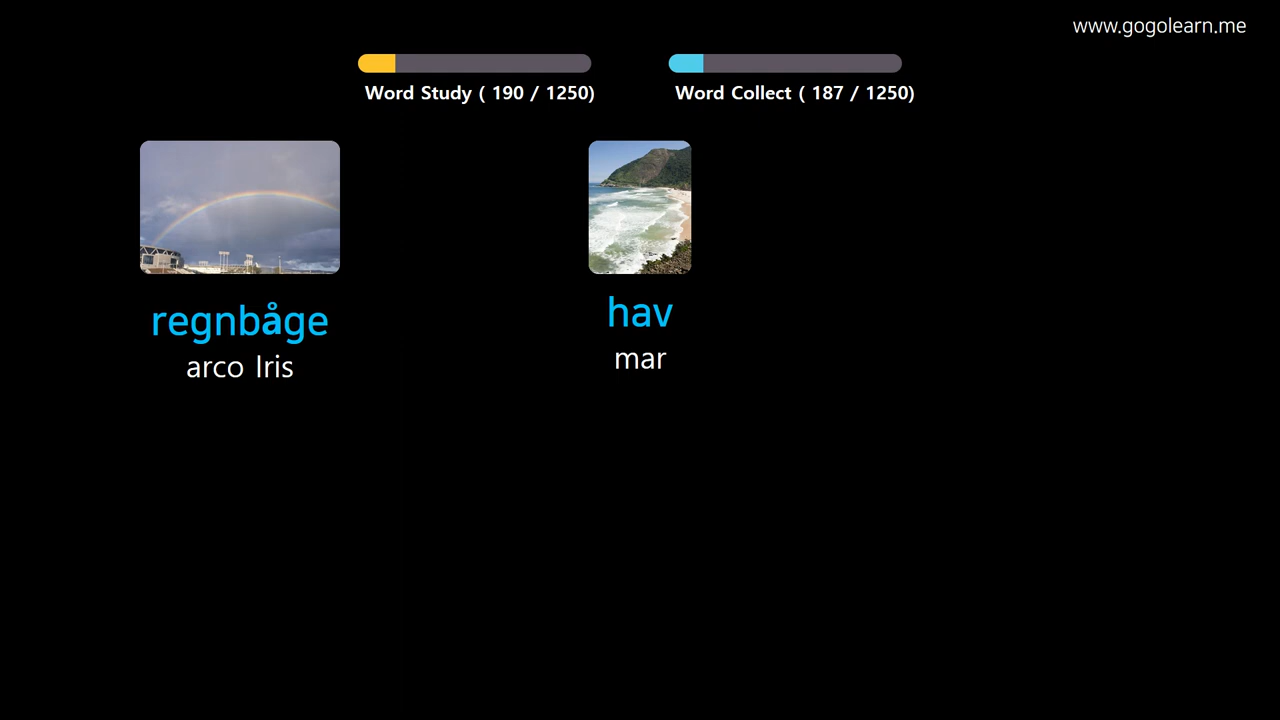 www.gogolearn.me
Word Study ( 190 / 1250)
Word Collect ( 187 / 1250)
regnbåge
arco Iris
hav
mar